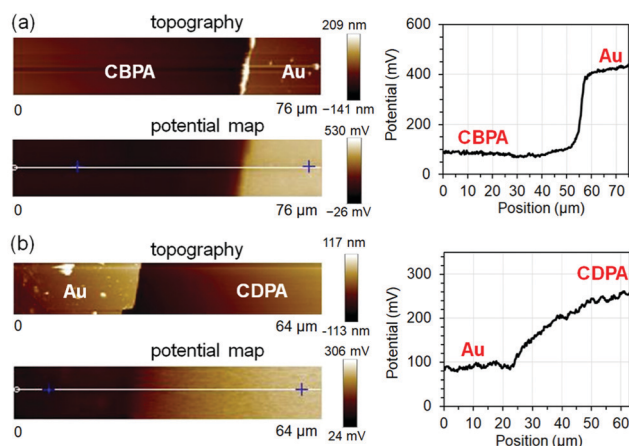 (a)
topography
CBPA
Au
0
76 µm
209 nm
−141 nm
potential map
0
76 µm
530 mV
−26 mV
Potential (mV)
600
400
200
0
CBPA
Au
0 10 20 30 40 50 60 70
Position (µm)
(b)
topography
Au
CDPA
0
64 µm
117 nm
-113 nm
potential map
0
64 µm
306 mV
24 mV
Potential (mV)
300
200
100
0
Au
CDPA
0 10 20 30 40 50 60
Position (µm)